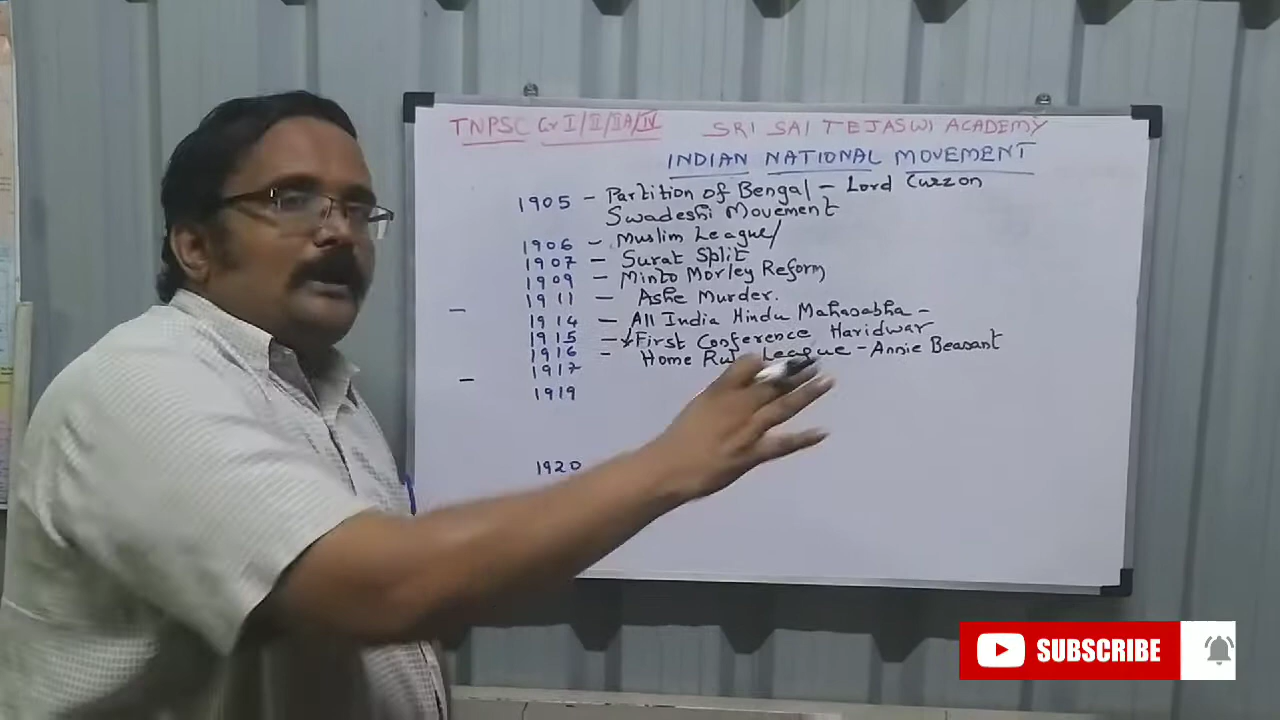 TNPSC Gr I/II/IIA/IV SRI SAI TEJASWI ACADEMY
INDIAN NATIONAL MOVEMENT
1905 - Partition of Bengal - Lord Curzon
Swadeshi Movement
1906 - Muslim League/
1907 - Surat Split
1909 - Minto Morley Reform
1911 - Ashe Murder.
1914 - All India Hindu Mahasabha -
1915 - First Conference Haridwar
1916 - Home League - Annie Beasant
1917
1919
1920
SUBSCRIBE